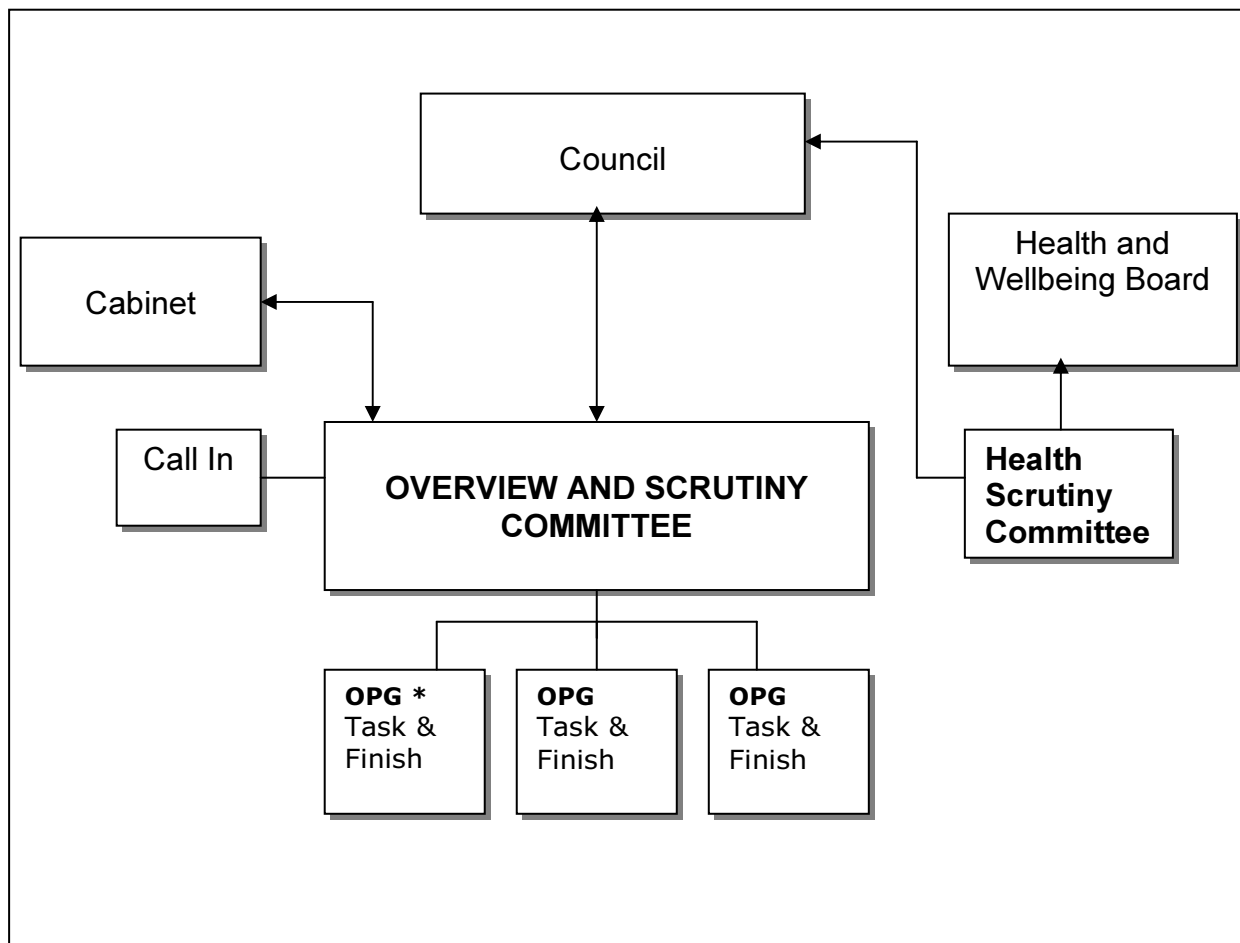 Council
Cabinet
Health and
Wellbeing Board
Call In
OVERVIEW AND SCRUTINY
COMMITTEE
Health
Scrutiny
Committee
OPG *
Task &
Finish
OPG
Task &
Finish
OPG
Task &
Finish